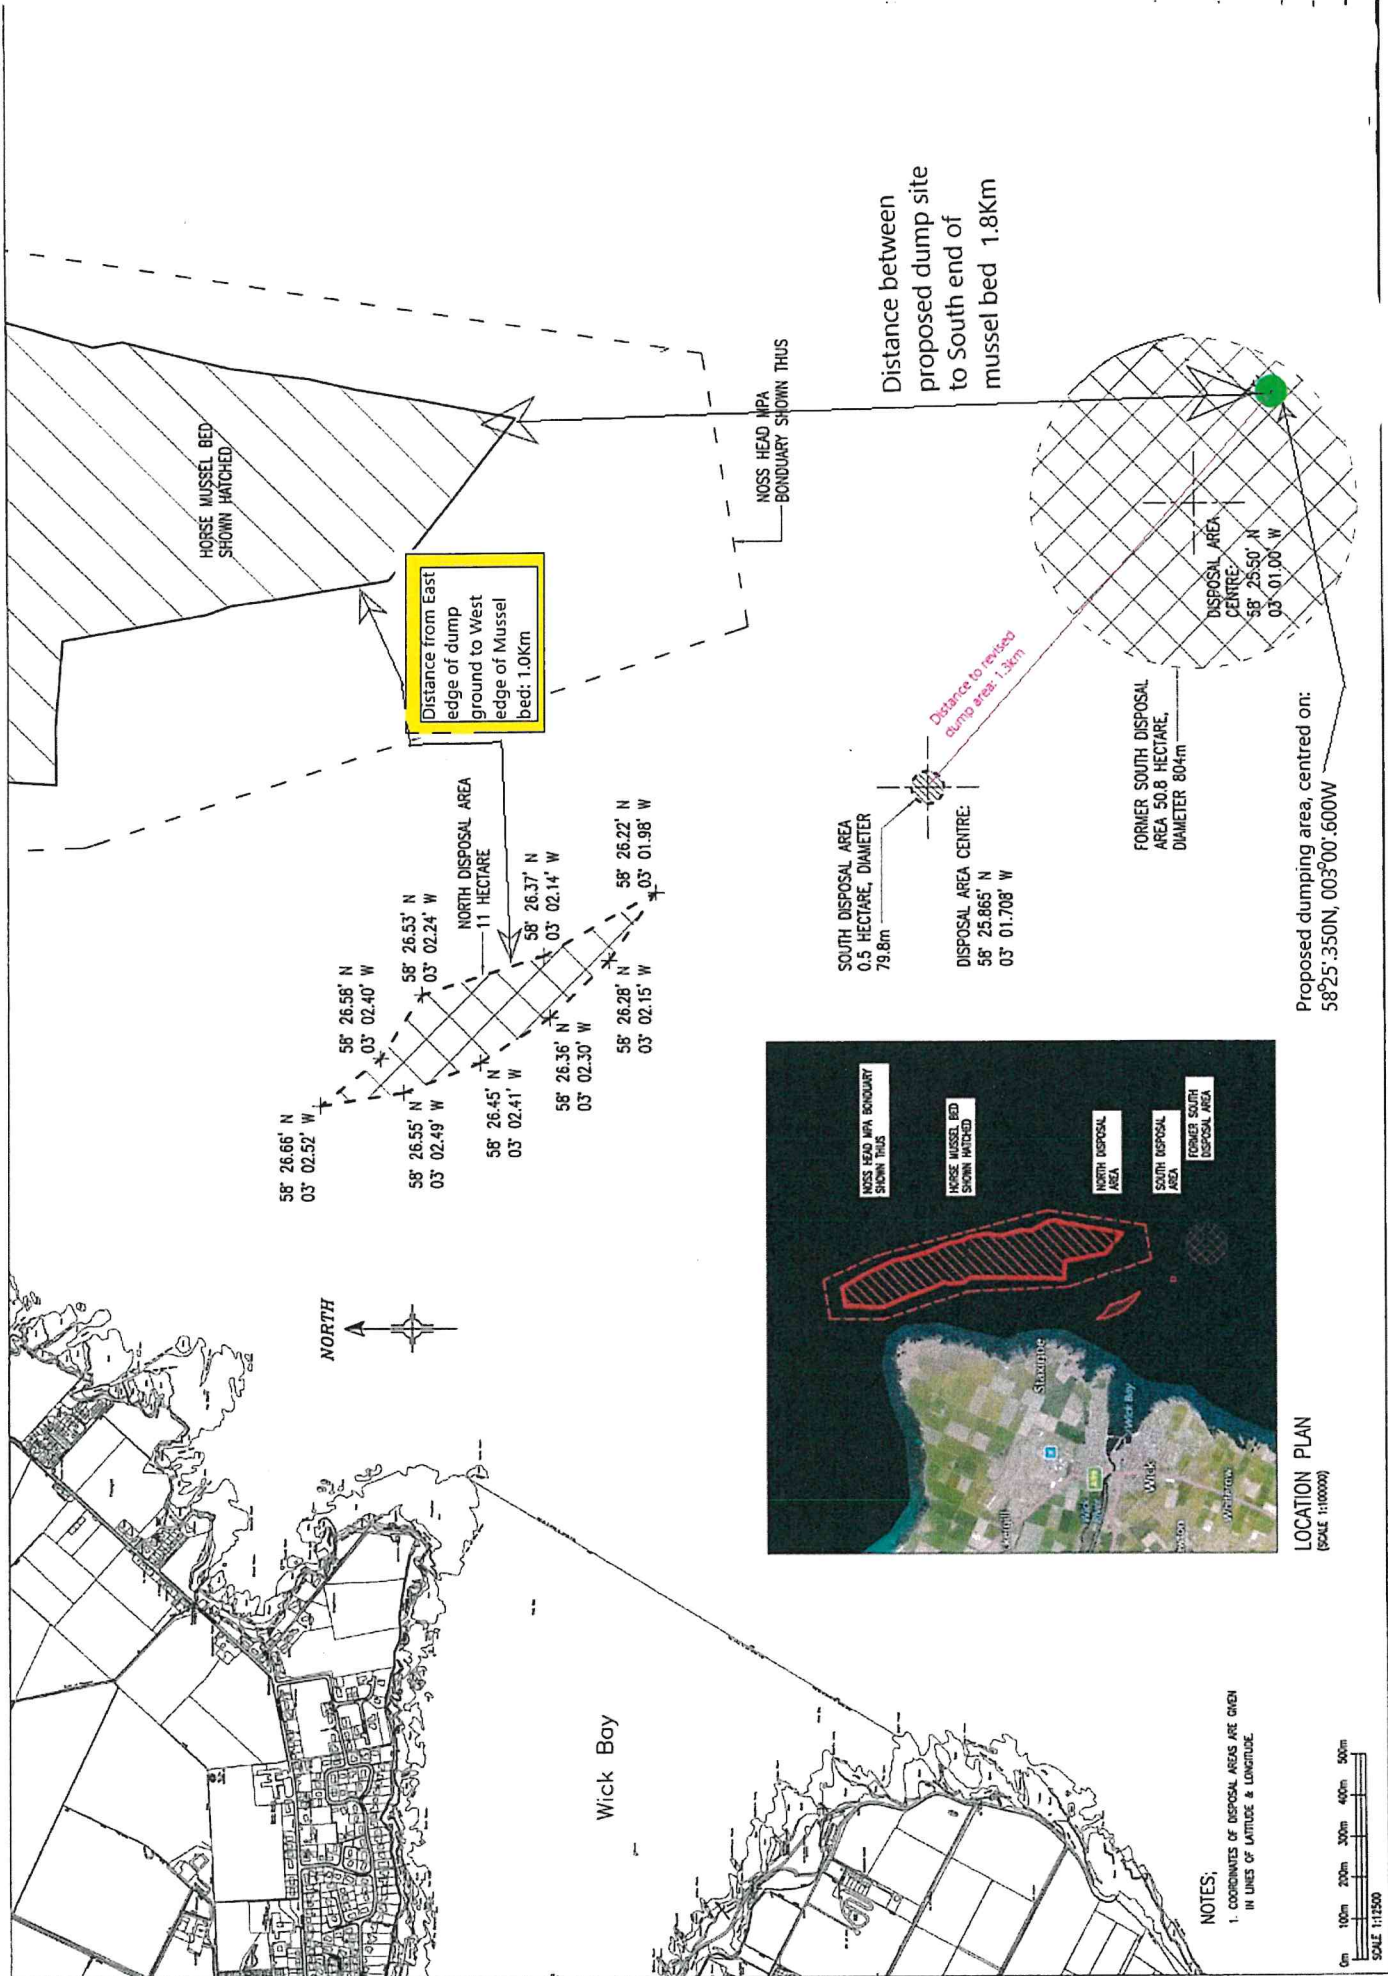 HORSE MUSSEL BED
SHOWN HATCHED
Distance from East
edge of dump
ground to West
edge of Mussel
bed: 1.0Km
NOSS HEAD MPA
BONDUARY SHOWN THUS
Distance between
proposed dump site
to South end of
mussel bed 1.8Km
58° 26.66' N
03° 02.52' W
58° 26.58' N
03° 02.40' W
58° 26.53' N
03° 02.24' W
NORTH DISPOSAL AREA
11 HECTARE
58° 26.37' N
03° 02.14' W
58° 26.22' N
03° 01.98' W
58° 26.55' N
03° 02.49' W
58° 26.45' N
03° 02.41' W
58° 26.36' N
03° 02.30' W
58° 26.28' N
03° 02.15' W
NORTH
Wick Bay
SOUTH DISPOSAL AREA
0.5 HECTARE, DIAMETER
79.8m
DISPOSAL AREA CENTRE:
58° 25.865' N
03° 01.708' W
Distance to revised
dump area: 1.3km
DISPOSAL AREA
CENTRE:
58° 25.50' N
03° 01.00' W
FORMER SOUTH DISPOSAL
AREA 50.8 HECTARE,
DIAMETER 804m
Proposed dumping area, centred on:
58°25'.350N, 003°00'.600W
NOSS HEAD MPA BONDUARY
SHOWN THUS
HORSE MUSSEL BED
SHOWN HATCHED
NORTH DISPOSAL
AREA
SOUTH DISPOSAL
AREA
FORMER SOUTH
DISPOSAL AREA
Wick Bay
Wick
LOCATION PLAN
(SCALE 1:100000)
NOTES;
1. COORDINATES OF DISPOSAL AREAS ARE GIVEN
IN LINES OF LATITUDE & LONGITUDE.
0m 100m 200m 300m 400m 500m
SCALE 1:12500